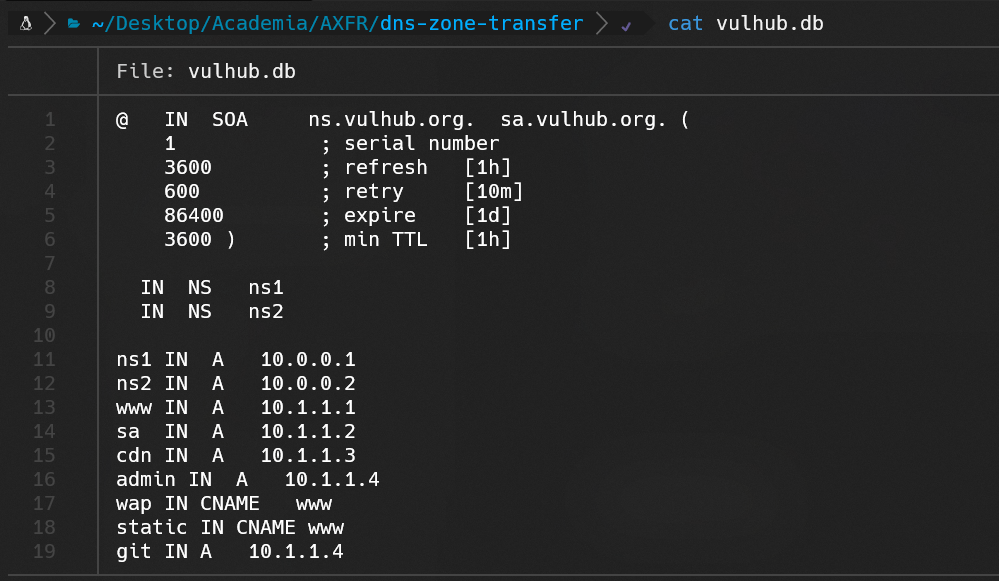 ~/Desktop/Academia/AXFR/dns-zone-transfer cat vulhub.db
File: vulhub.db
1 @ IN SOA ns.vulhub.org. sa.vulhub.org. (
2 1 ; serial number
3 3600 ; refresh [1h]
4 600 ; retry [10m]
5 86400 ; expire [1d]
6 3600 ) ; min TTL [1h]
7
8 IN NS ns1
9 IN NS ns2
10
11 ns1 IN A 10.0.0.1
12 ns2 IN A 10.0.0.2
13 www IN A 10.1.1.1
14 sa IN A 10.1.1.2
15 cdn IN A 10.1.1.3
16 admin IN A 10.1.1.4
17 wap IN CNAME www
18 static IN CNAME www
19 git IN A 10.1.1.4